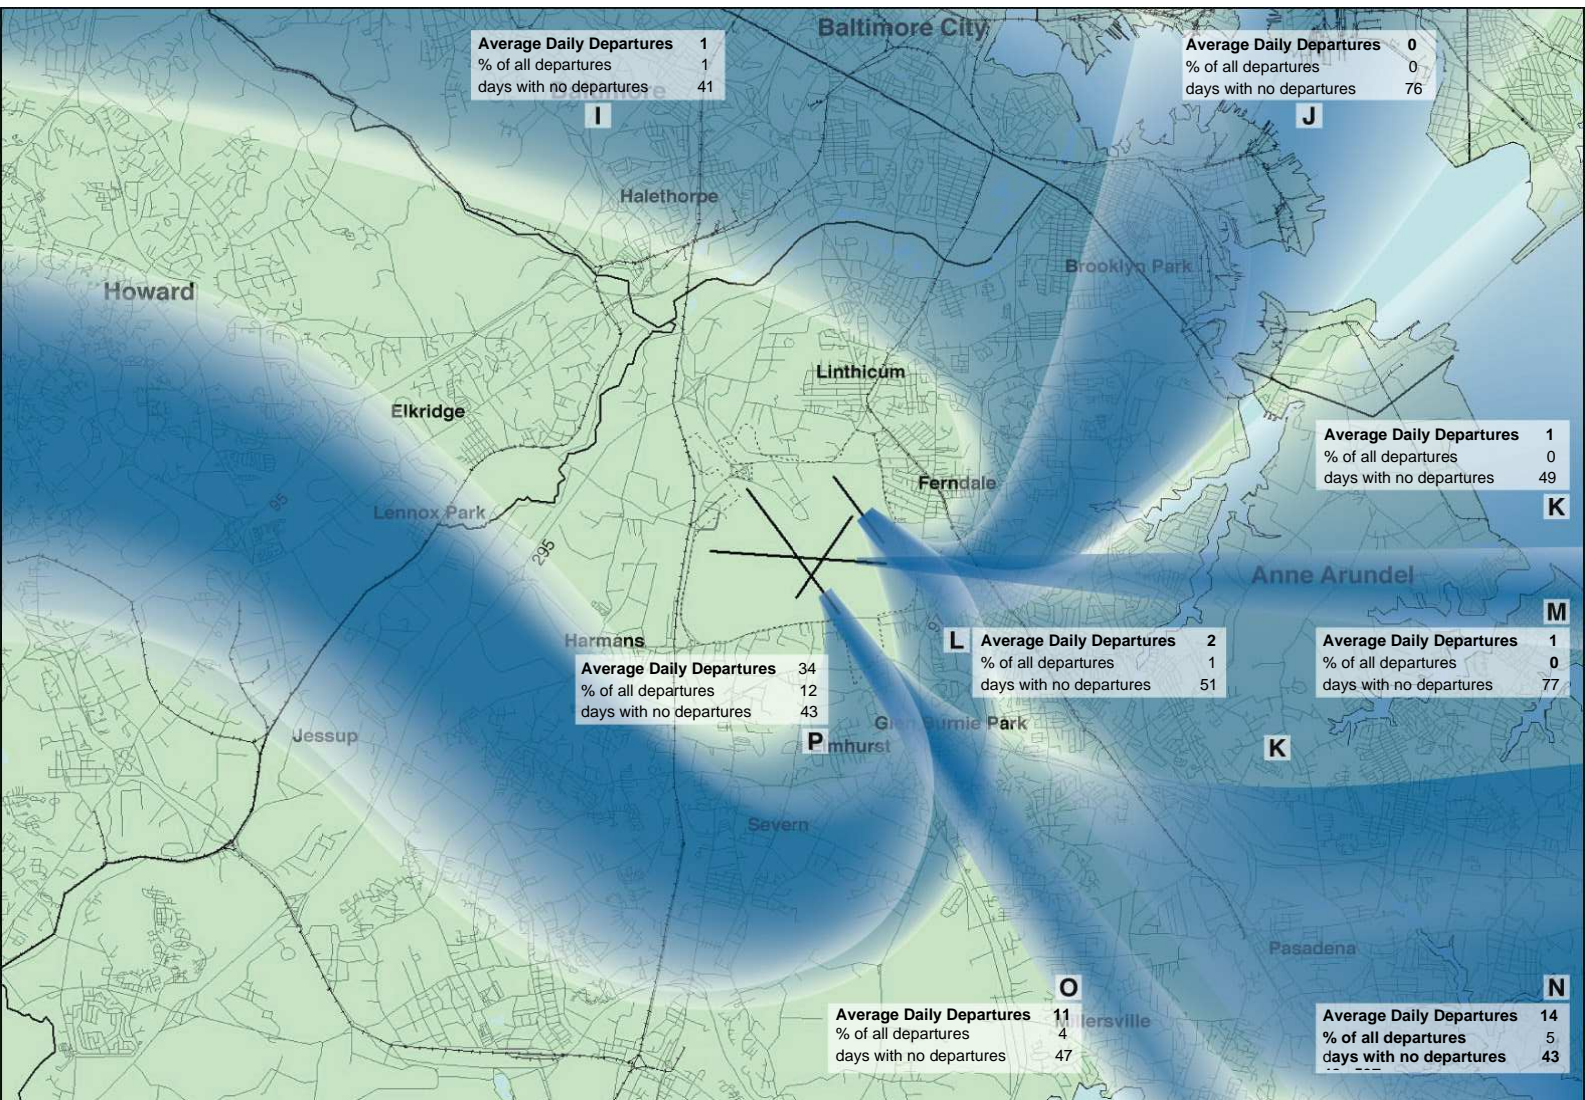 Baltimore City
Average Daily Departures 1
% of all departures 1
days with no departures 41
Baltimore
I
Average Daily Departures 0
% of all departures 0
days with no departures 76
J
Halethorpe
Brooklyn Park
Howard
Linthicum
Elkridge
Average Daily Departures 1
% of all departures 0
days with no departures 49
K
Ferndale
95
Lennox Park
295
Anne Arundel
M
Harmans
L
Average Daily Departures 2
% of all departures 1
days with no departures 51
Average Daily Departures 1
% of all departures 0
days with no departures 77
Average Daily Departures 34
% of all departures 12
days with no departures 43
P
Glen Burnie Park
Elmhurst
Jessup
K
Severn
Pasadena
O
Average Daily Departures 11
% of all departures 4
days with no departures 47
Millersville
N
Average Daily Departures 14
% of all departures 5
days with no departures 43